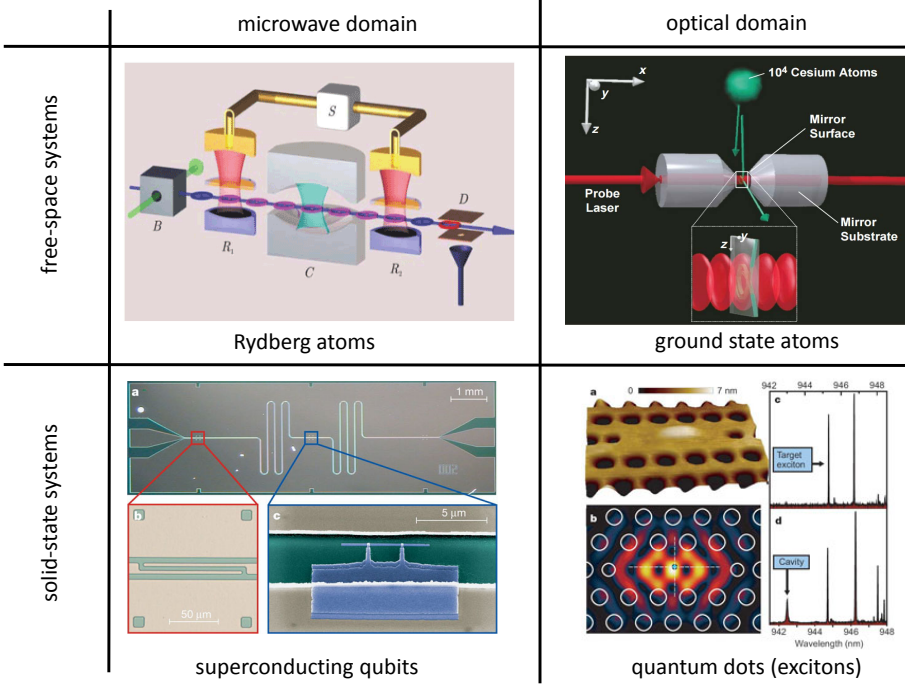 microwave domain
optical domain
free-space systems
S
B
R₁
C
R₂
D
Rydberg atoms
x
y
z
10⁴ Cesium Atoms
Mirror
Surface
Probe
Laser
Mirror
Substrate
z
y
ground state atoms
solid-state systems
a
1 mm
b
50 µm
c
5 µm
superconducting qubits
a
0
7 nm
b
942
944
946
948
c
Target
exciton
d
Cavity
942
944
946
948
Wavelength (nm)
quantum dots (excitons)